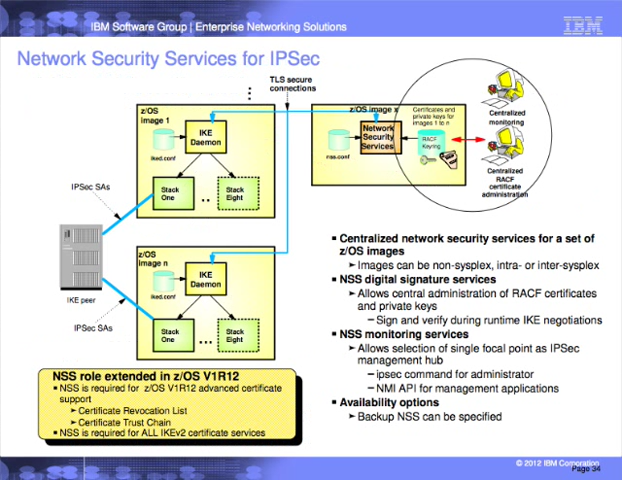 IBM Software Group | Enterprise Networking Solutions
IBM
Network Security Services for IPSec
TLS secure
connections
z/OS
image 1
IKE
Daemon
iked.conf
Stack
One
..
Stack
Eight
z/OS image x
Network
Security
Services
nss.conf
Certificates and
private keys for
images 1 to n
RACF
Keyring
Centralized
monitoring
Centralized
RACF
certificate
administration
IPSec SAs
IKE peer
IPSec SAs
z/OS
image n
IKE
Daemon
iked.conf
Stack
One
..
Stack
Eight
Centralized network security services for a set of
z/OS images
Images can be non-sysplex, intra- or inter-sysplex
NSS digital signature services
Allows central administration of RACF certificates
and private keys
– Sign and verify during runtime IKE negotiations
NSS monitoring services
Allows selection of single focal point as IPSec
management hub
– ipsec command for administrator
– NMI API for management applications
Availability options
Backup NSS can be specified
NSS role extended in z/OS V1R12
NSS is required for z/OS V1R12 advanced certificate
support
Certificate Revocation List
Certificate Trust Chain
NSS is required for ALL IKEv2 certificate services
© 2012 IBM Corporation
Page 34